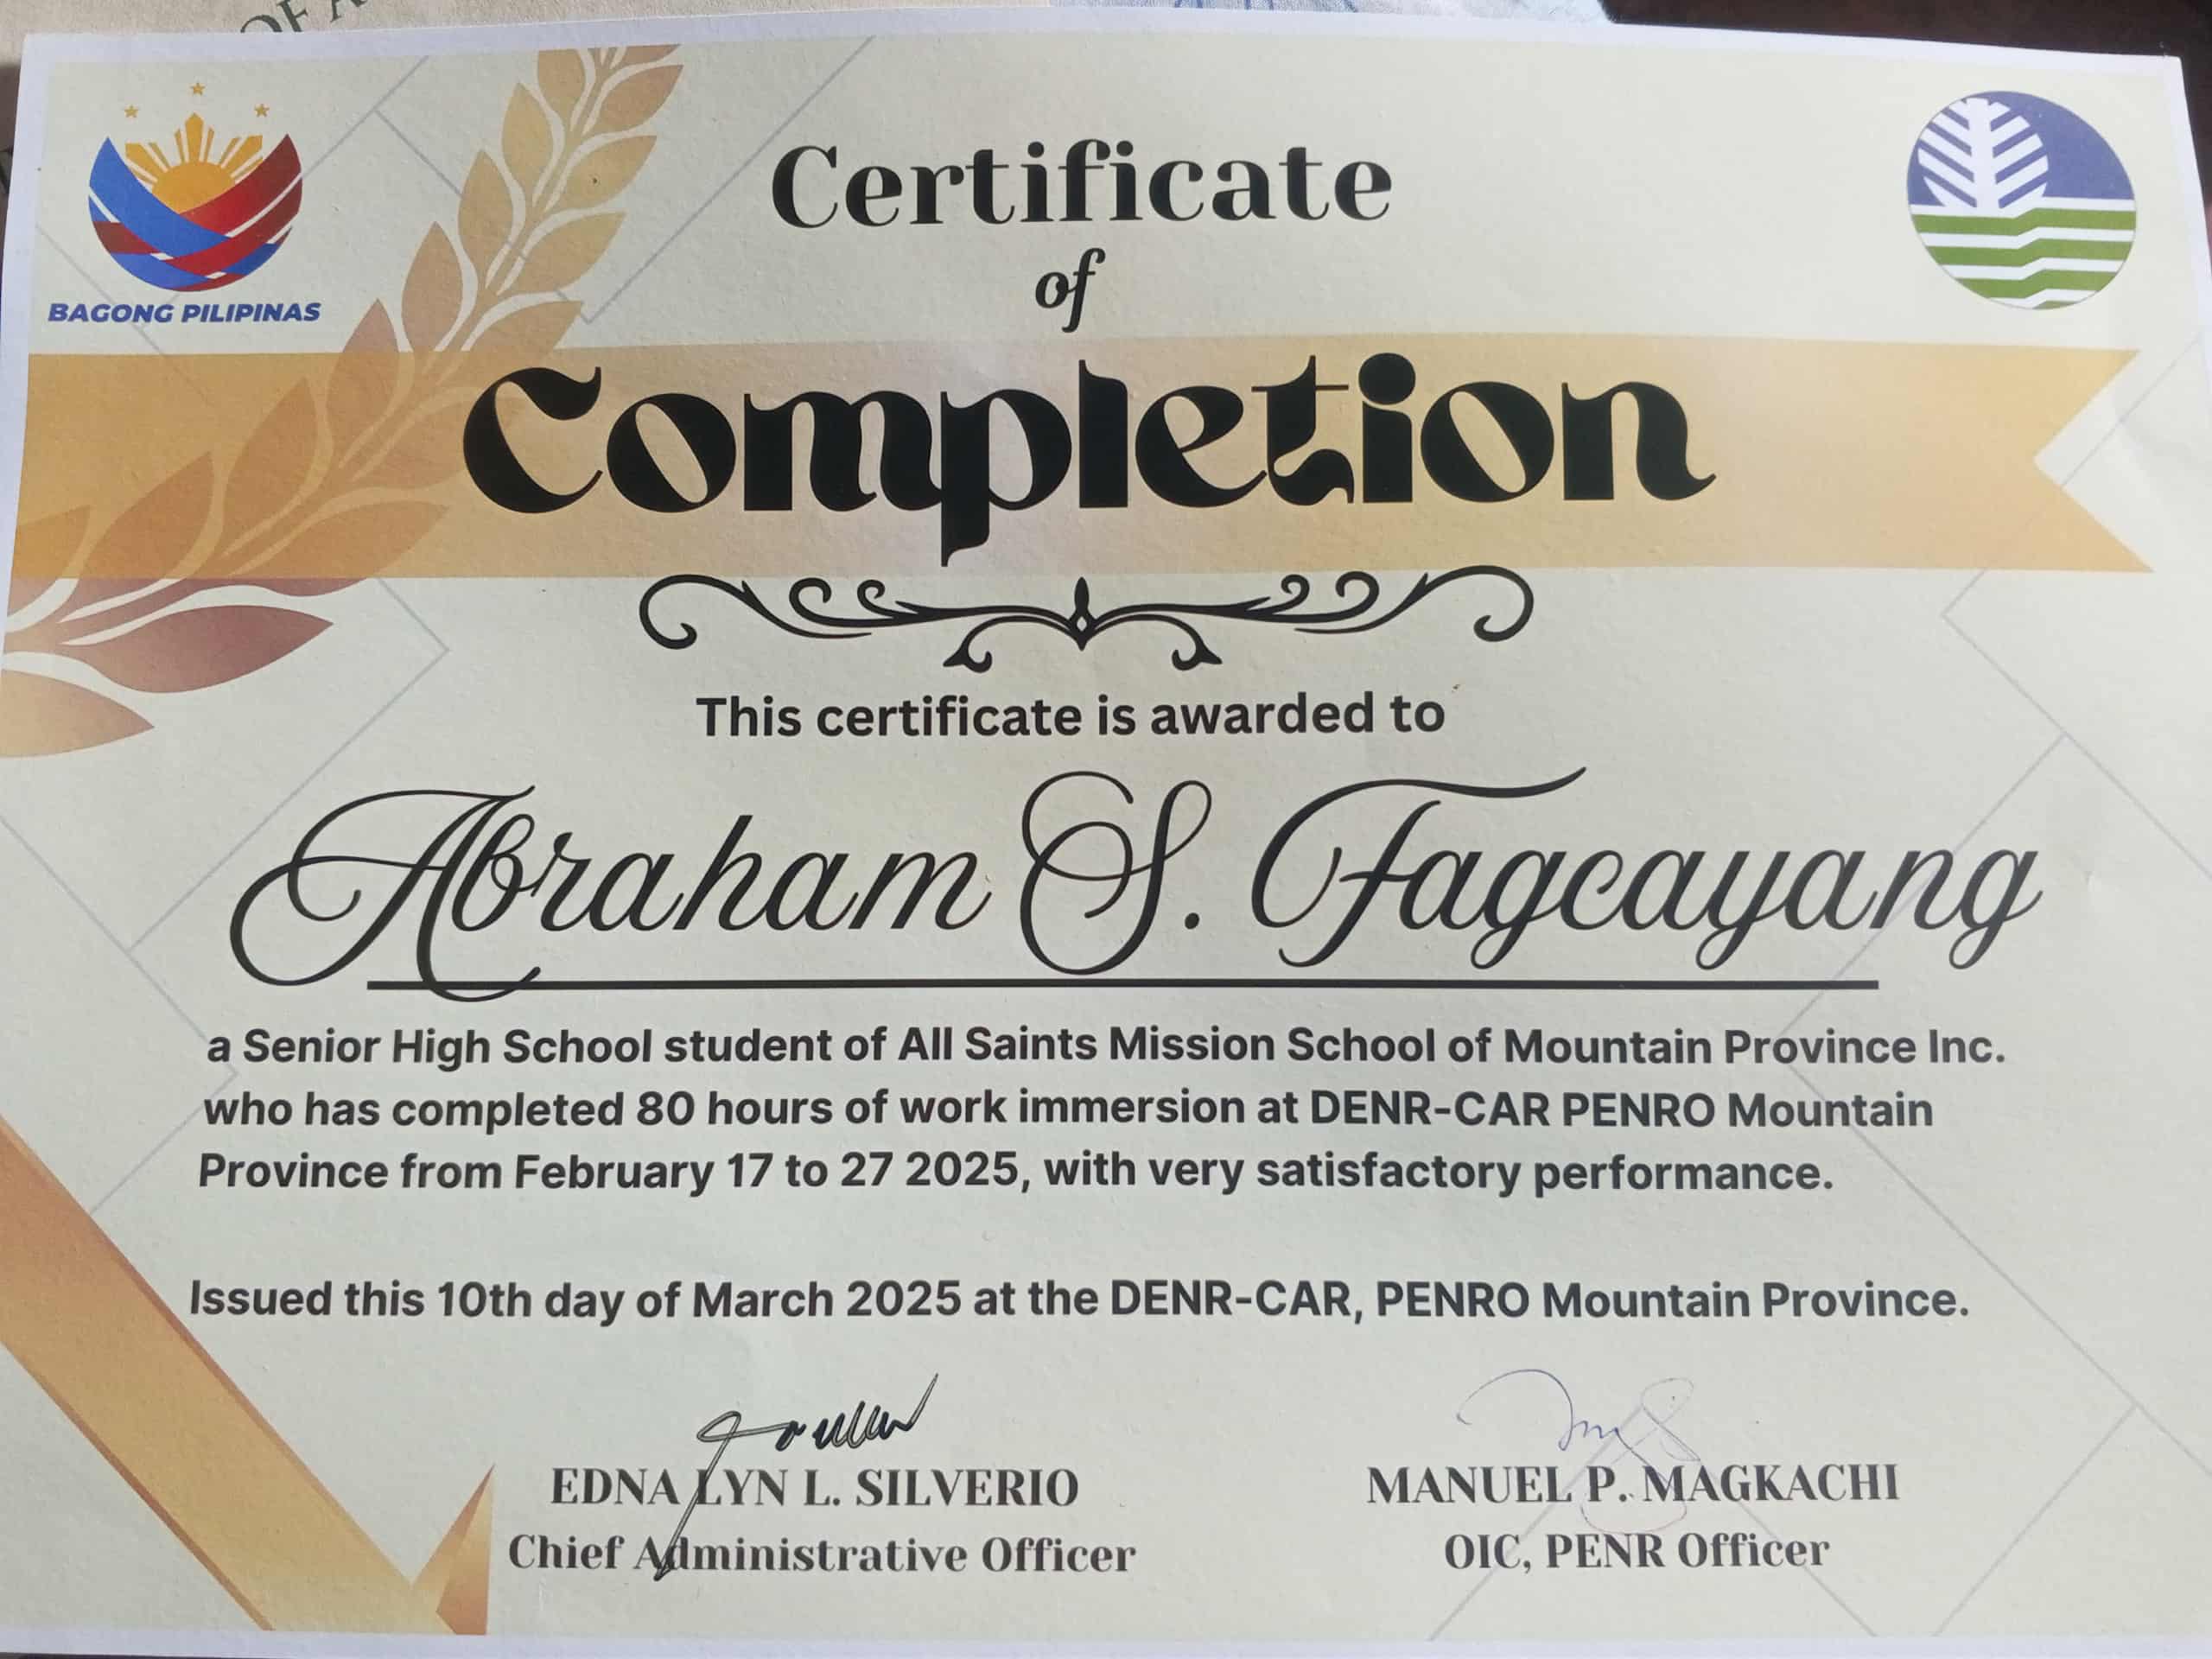 OF A
BAGONG PILIPINAS
Certificate
of
Completion
This certificate is awarded to
Abraham S. Fagcayang
a Senior High School student of All Saints Mission School of Mountain Province Inc.
who has completed 80 hours of work immersion at DENR-CAR PENRO Mountain
Province from February 17 to 27 2025, with very satisfactory performance.
Issued this 10th day of March 2025 at the DENR-CAR, PENRO Mountain Province.
EDNA LYN L. SILVERIO
Chief Administrative Officer
MANUEL P. MAGKACHI
OIC, PENR Officer